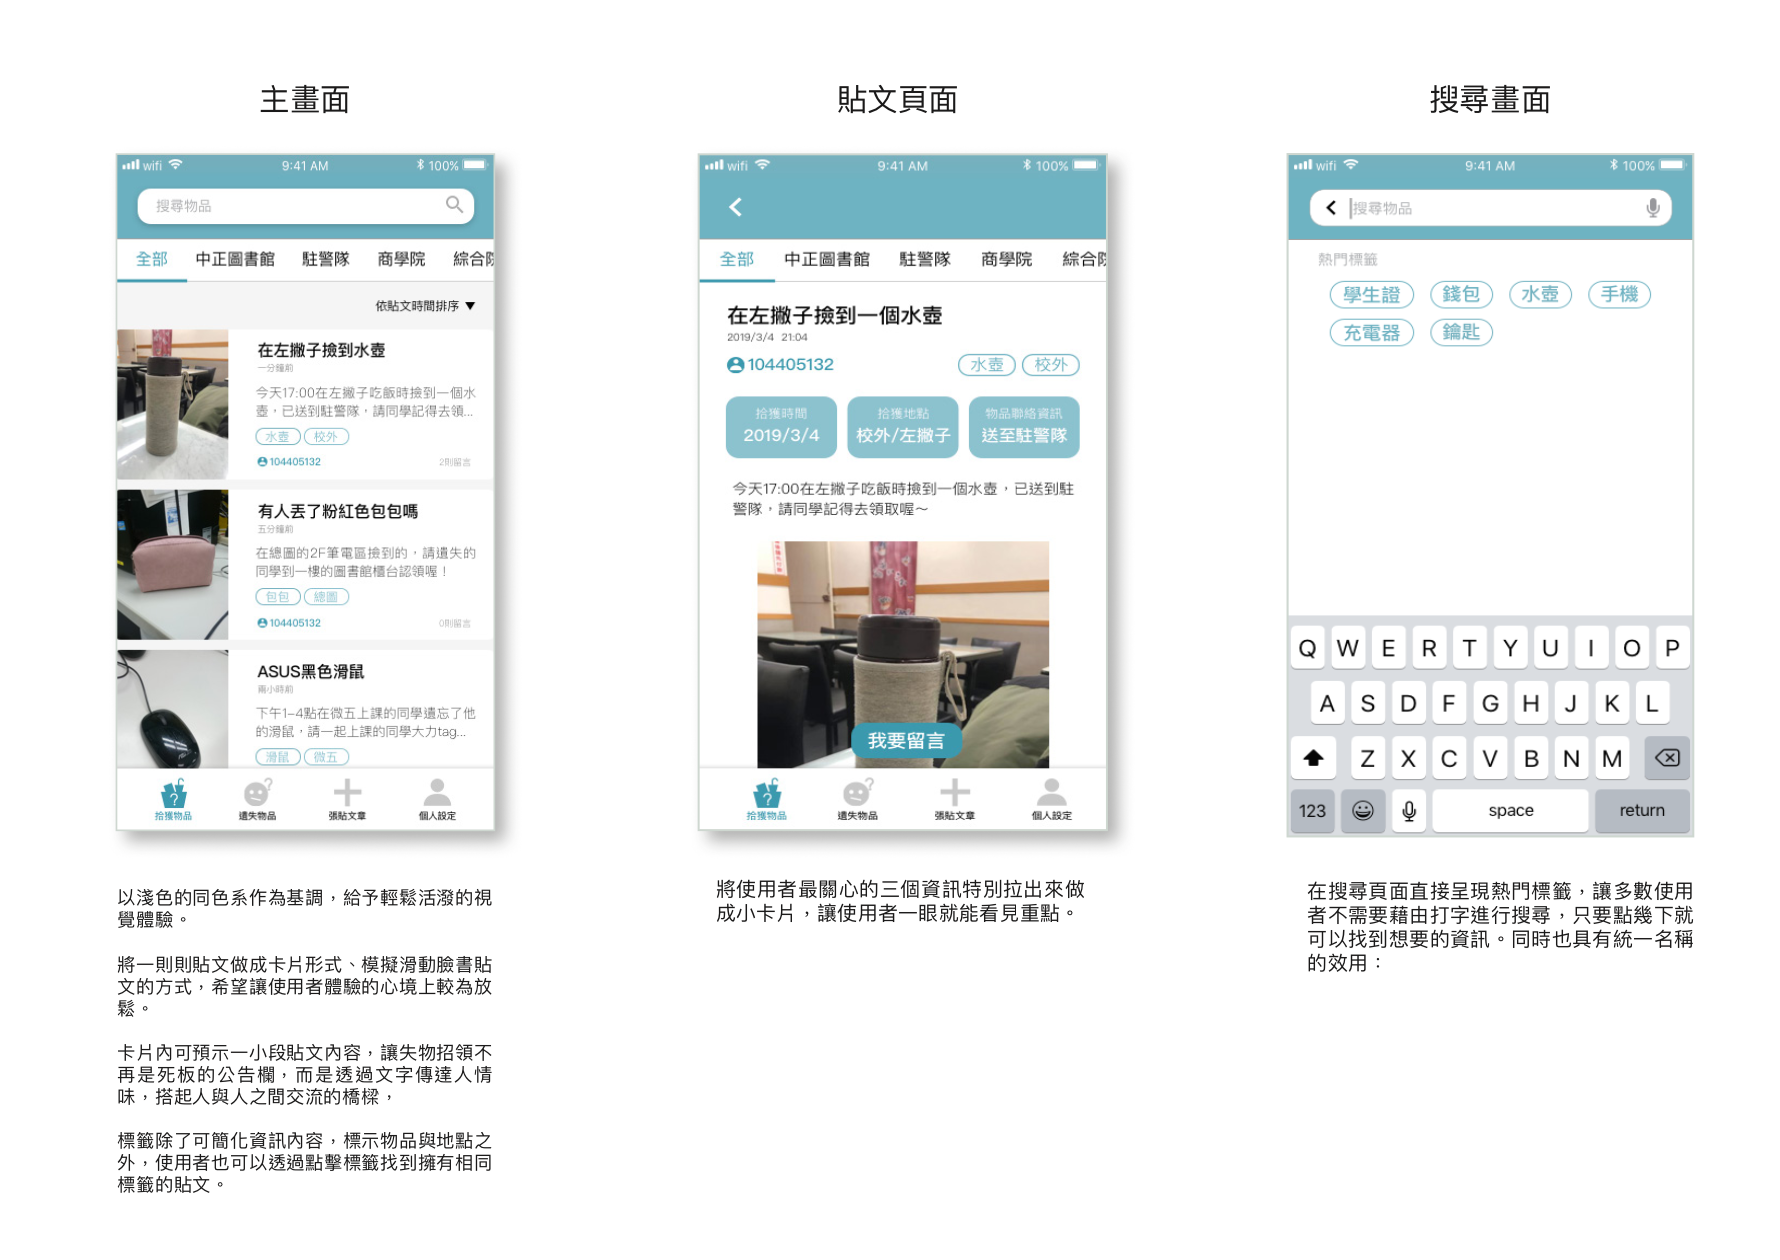 主畫面
wifi 9:41 AM 100%
搜尋物品
全部 中正圖書館 駐警隊 商學院 綜合院
依貼文時間排序 ▼
在左撇子撿到水壺
一分鐘前
今天17:00在左撇子吃飯時撿到一個水
壺，已送到駐警隊，請同學記得去領...
水壺 校外
104405132 2則留言
有人丟了粉紅色包包嗎
五分鐘前
在總圖的2F筆電區撿到的，請遺失的
同學到一樓的圖書館櫃台認領喔！
包包 總圖
104405132 0則留言
ASUS黑色滑鼠
兩小時前
下午1-4點在微五上課的同學遺忘了他
的滑鼠，請一起上課的同學大力tag...
滑鼠 微五
拾獲物品 遺失物品 張貼文章 個人設定
以淺色的同色系作為基調，給予輕鬆活潑的視
覺體驗。
將一則則貼文做成卡片形式、模擬滑動臉書貼
文的方式，希望讓使用者體驗的心境上較為放
鬆。
卡片內可預示一小段貼文內容，讓失物招領不
再是死板的公告欄，而是透過文字傳達人情
味，搭起人與人之間交流的橋樑，
標籤除了可簡化資訊內容，標示物品與地點之
外，使用者也可以透過點擊標籤找到擁有相同
標籤的貼文。
貼文頁面
wifi 9:41 AM 100%
全部 中正圖書館 駐警隊 商學院 綜合院
在左撇子撿到一個水壺
2019/3/4 21:04
104405132 水壺 校外
拾獲時間 拾獲地點 物品聯絡資訊
2019/3/4 校外/左撇子 送至駐警隊
今天17:00在左撇子吃飯時撿到一個水壺，已送到駐
警隊，請同學記得去領取喔～
我要留言
拾獲物品 遺失物品 張貼文章 個人設定
將使用者最關心的三個資訊特別拉出來做
成小卡片，讓使用者一眼就能看見重點。
搜尋畫面
wifi 9:41 AM 100%
搜尋物品
熱門標籤
學生證 錢包 水壺 手機
充電器 鑰匙
Q W E R T Y U I O P
A S D F G H J K L
Z X C V B N M
123 space return
在搜尋頁面直接呈現熱門標籤，讓多數使用
者不需要藉由打字進行搜尋，只要點幾下就
可以找到想要的資訊。同時也具有統一名稱
的效用：